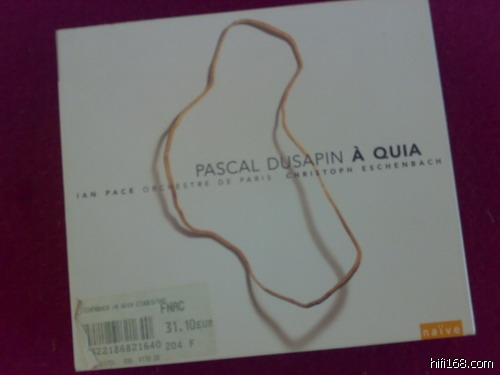 PASCAL DUSAPIN À QUIA
IAN PACE ORCHESTRE DE PARIS CHRISTOPH ESCHENBACH
FNAC
31.10EUR
204 F
naïve
hifi168.com